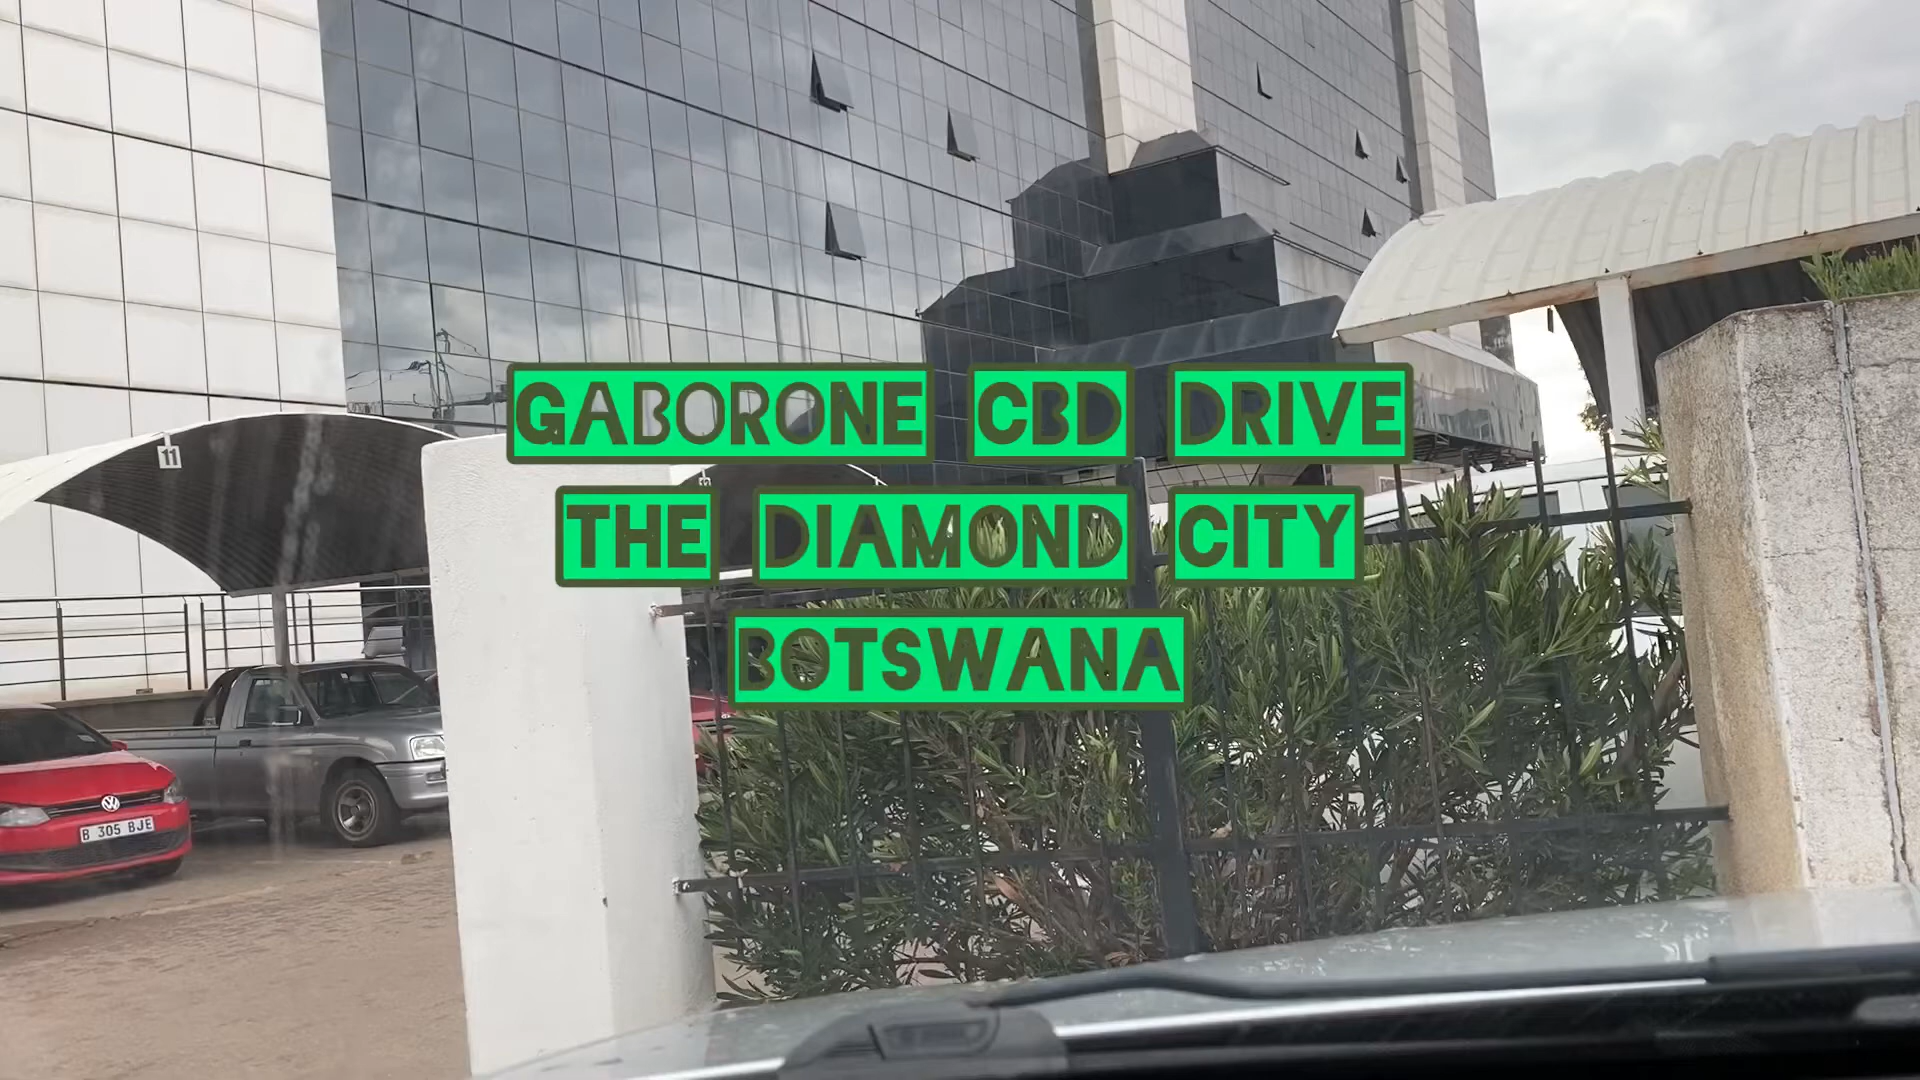 11
GABORONE CBD DRIVE
THE DIAMOND CITY
BOTSWANA
B 305 BJE